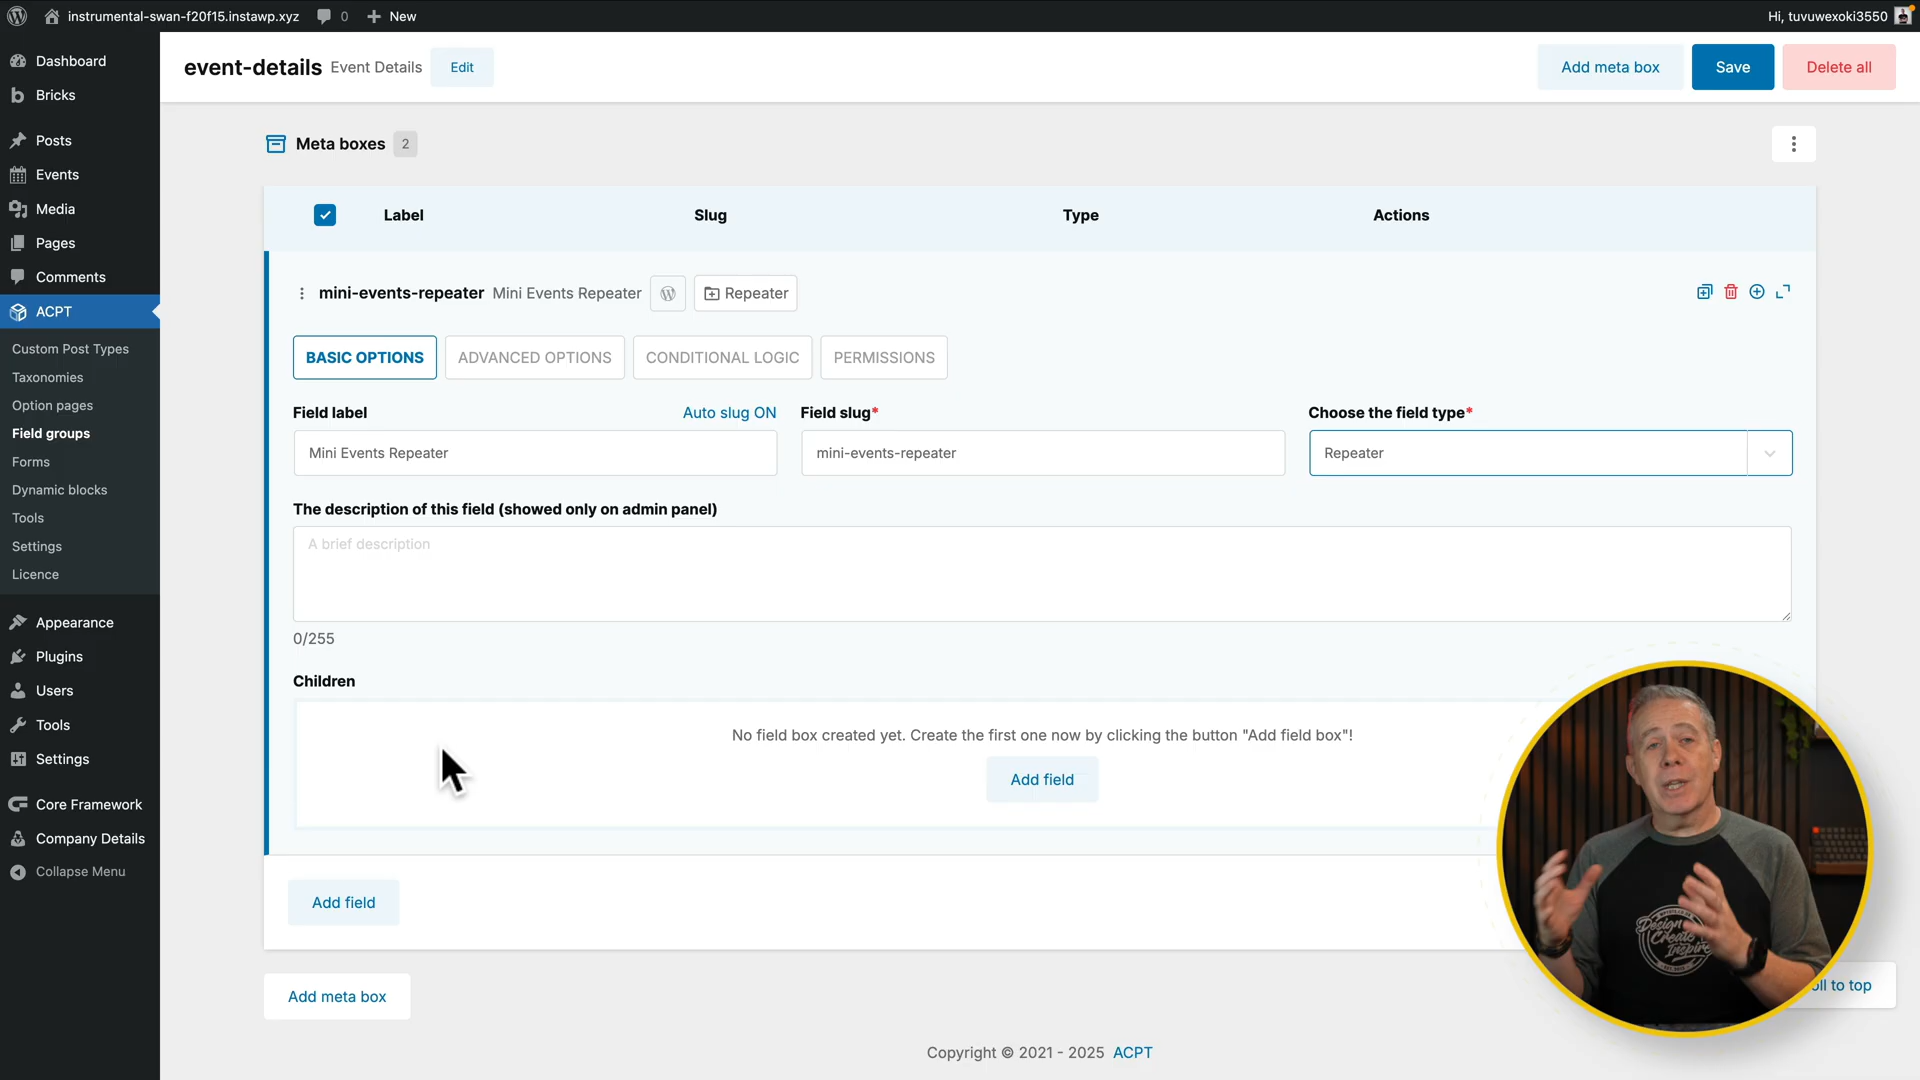 instrumental-swan-f20f15.instawp.xyz 0 New Hi, tuvuwexoki3550
Dashboard
Bricks
Posts
Events
Media
Pages
Comments
ACPT
Custom Post Types
Taxonomies
Option pages
Field groups
Forms
Dynamic blocks
Tools
Settings
Licence
Appearance
Plugins
Users
Tools
Settings
Core Framework
Company Details
Collapse Menu
event-details Event Details Edit Add meta box Save Delete all
Meta boxes 2
Label Slug Type Actions
mini-events-repeater Mini Events Repeater Repeater
BASIC OPTIONS ADVANCED OPTIONS CONDITIONAL LOGIC PERMISSIONS
Field label Auto slug ON Field slug* Choose the field type*
Mini Events Repeater mini-events-repeater Repeater
The description of this field (showed only on admin panel)
A brief description
0/255
Children
No field box created yet. Create the first one now by clicking the button "Add field box"!
Add field
Add field
Add meta box
to top
Copyright © 2021 - 2025 ACPT
Design
Create
Inspire